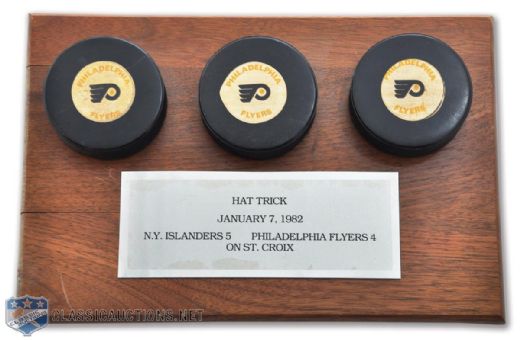 PHILADELPHIA
FLYERS
PHILADELPHIA
FLYERS
PHILADELPHIA
FLYERS
HAT TRICK
JANUARY 7, 1982
N.Y. ISLANDERS 5 PHILADELPHIA FLYERS 4
ON ST. CROIX
CLASSICAUCTIONS.NET